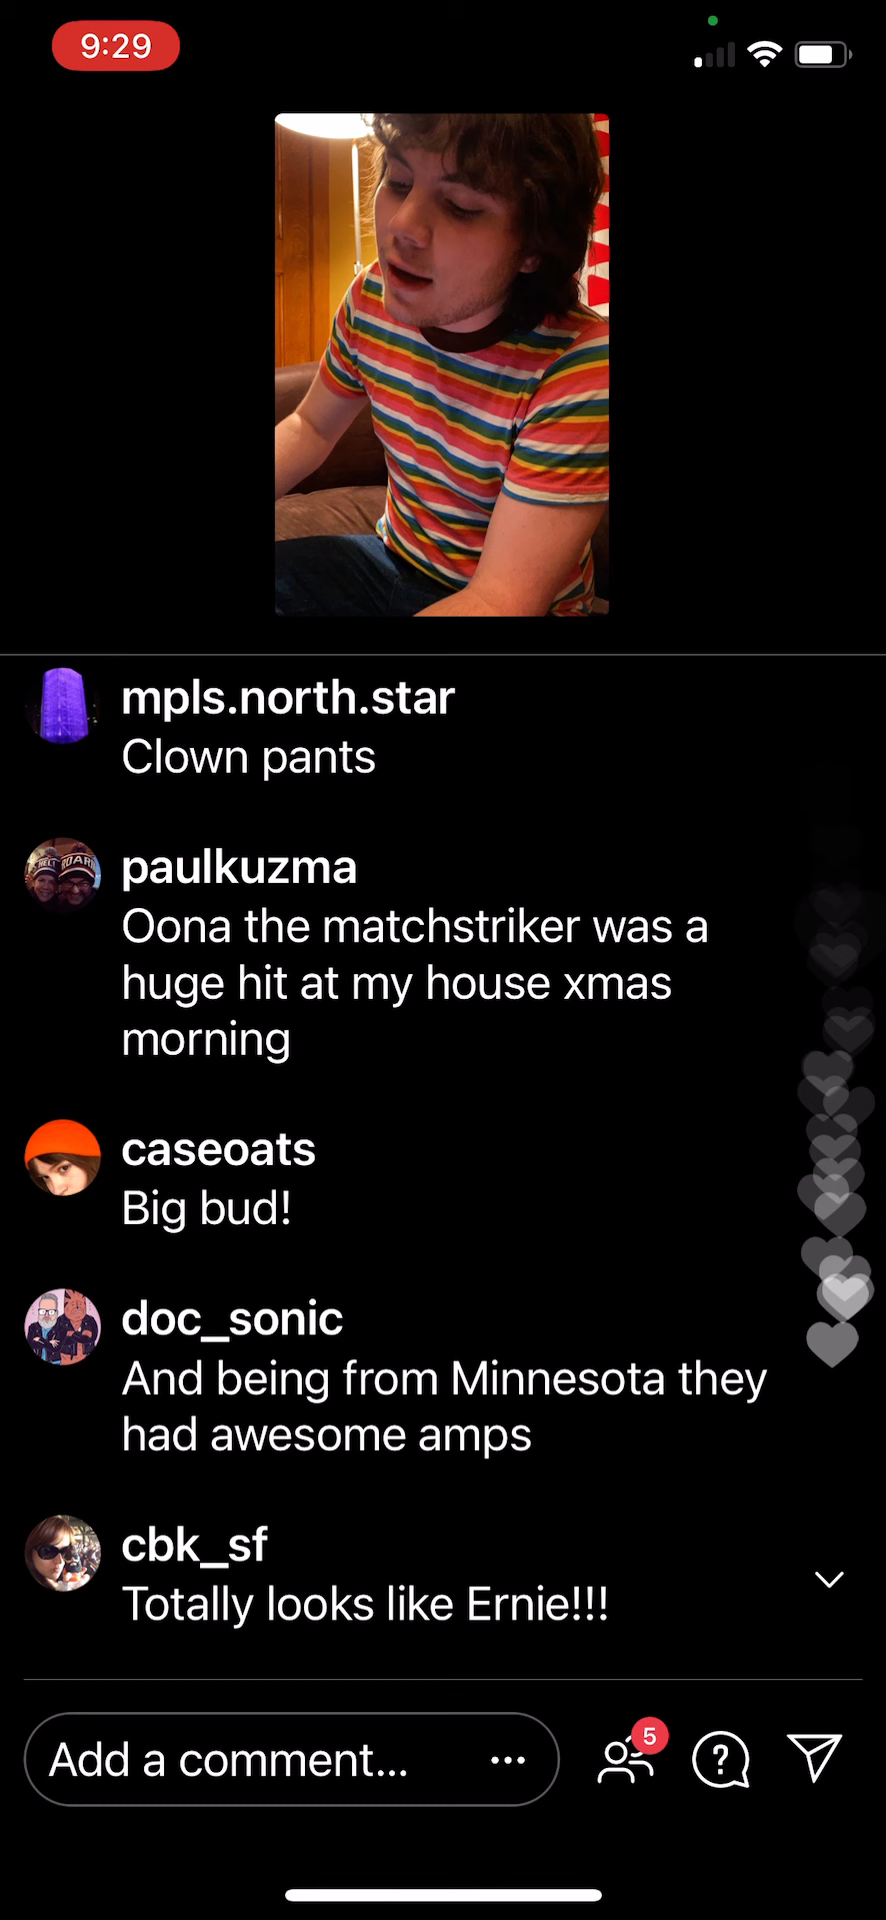 9:29
mpls.north.star
Clown pants
paulkuzma
Oona the matchstriker was a
huge hit at my house xmas
morning
caseoats
Big bud!
doc_sonic
And being from Minnesota they
had awesome amps
cbk_sf
Totally looks like Ernie!!!
Add a comment...
5